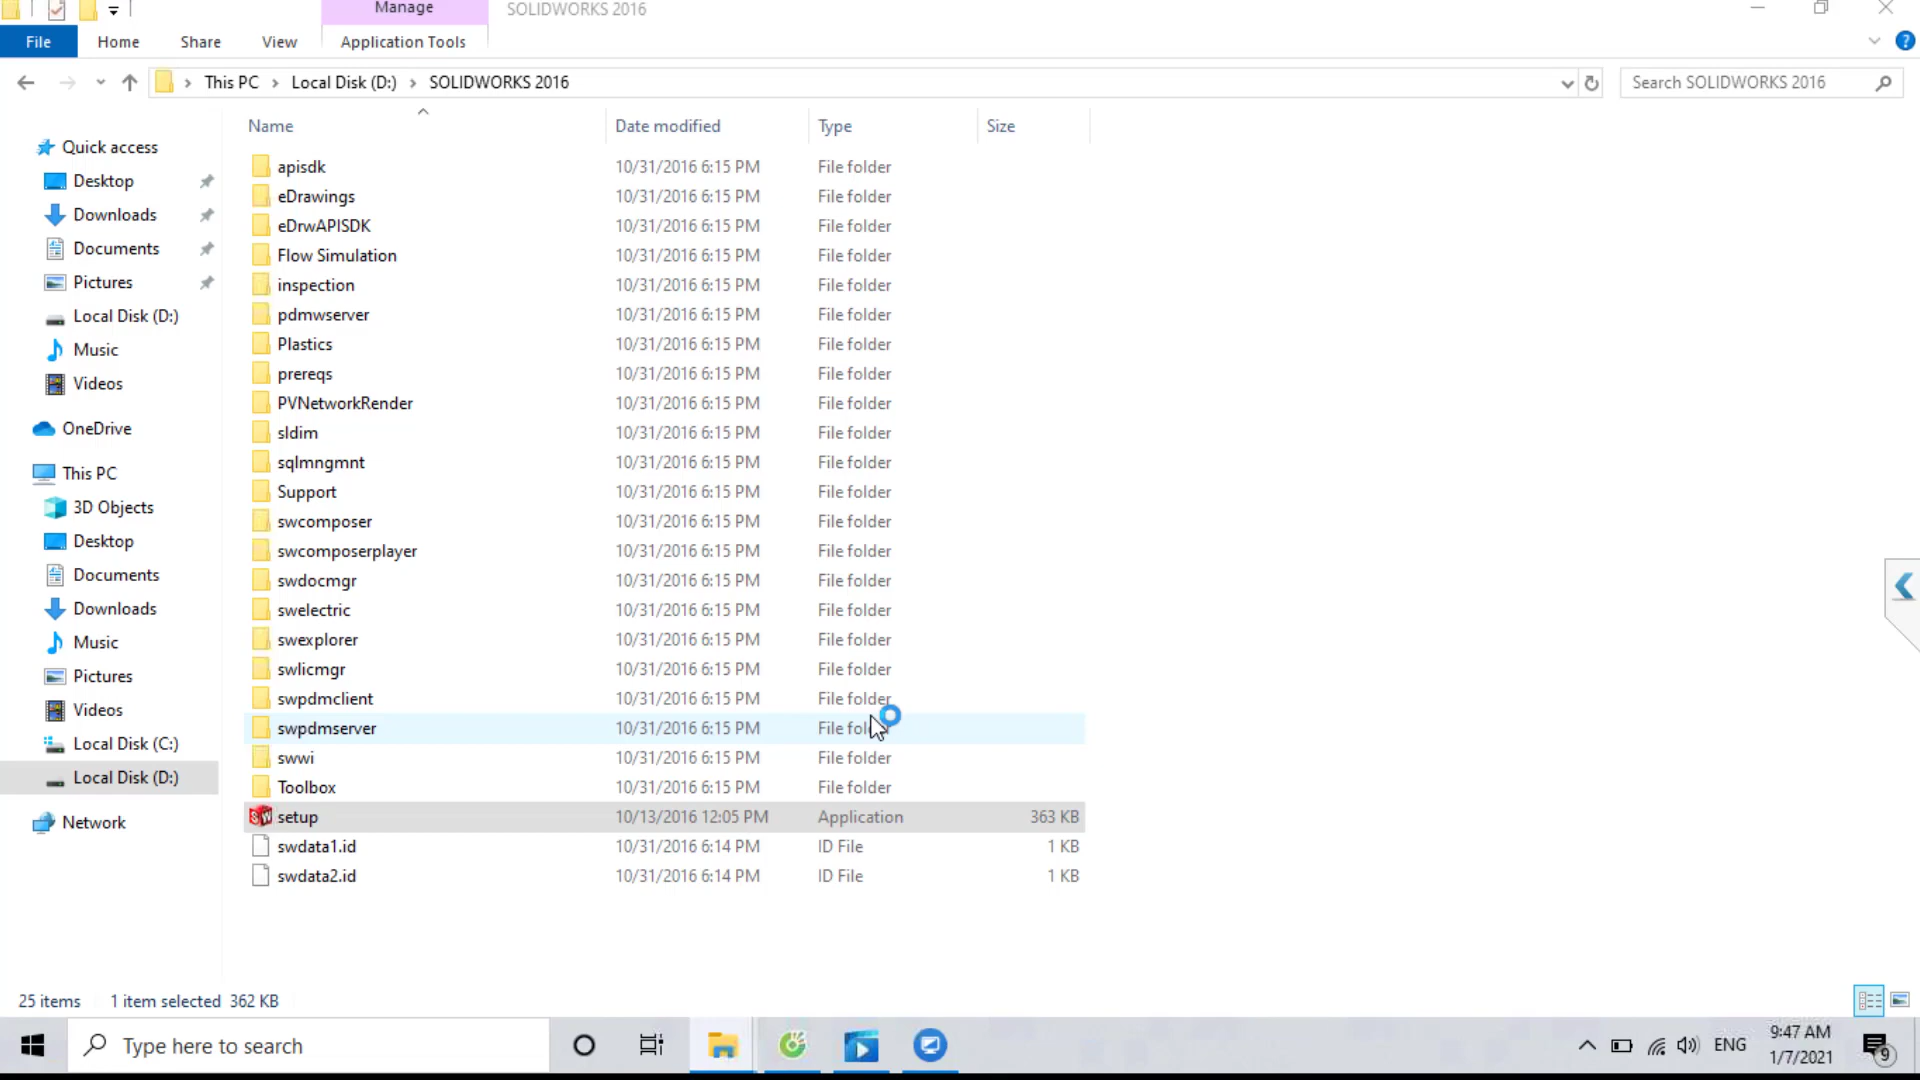 Manage
SOLIDWORKS 2016
File
Home
Share
View
Application Tools
This PC
Local Disk (D:)
SOLIDWORKS 2016
Search SOLIDWORKS 2016
Name
Date modified
Type
Size
Quick access
Desktop
Downloads
Documents
Pictures
Local Disk (D:)
Music
Videos
OneDrive
This PC
3D Objects
Desktop
Documents
Downloads
Music
Pictures
Videos
Local Disk (C:)
Local Disk (D:)
Network
apisdk 10/31/2016 6:15 PM File folder
eDrawings 10/31/2016 6:15 PM File folder
eDrwAPISDK 10/31/2016 6:15 PM File folder
Flow Simulation 10/31/2016 6:15 PM File folder
inspection 10/31/2016 6:15 PM File folder
pdmwserver 10/31/2016 6:15 PM File folder
Plastics 10/31/2016 6:15 PM File folder
prereqs 10/31/2016 6:15 PM File folder
PVNetworkRender 10/31/2016 6:15 PM File folder
sldim 10/31/2016 6:15 PM File folder
sqlmngmnt 10/31/2016 6:15 PM File folder
Support 10/31/2016 6:15 PM File folder
swcomposer 10/31/2016 6:15 PM File folder
swcomposerplayer 10/31/2016 6:15 PM File folder
swdocmgr 10/31/2016 6:15 PM File folder
swelectric 10/31/2016 6:15 PM File folder
swexplorer 10/31/2016 6:15 PM File folder
swlicmgr 10/31/2016 6:15 PM File folder
swpdmclient 10/31/2016 6:15 PM File folder
swpdmserver 10/31/2016 6:15 PM File folder
swwi 10/31/2016 6:15 PM File folder
Toolbox 10/31/2016 6:15 PM File folder
setup 10/13/2016 12:05 PM Application 363 KB
swdata1.id 10/31/2016 6:14 PM ID File 1 KB
swdata2.id 10/31/2016 6:14 PM ID File 1 KB
25 items 1 item selected 362 KB
Type here to search
ENG
9:47 AM
1/7/2021
9